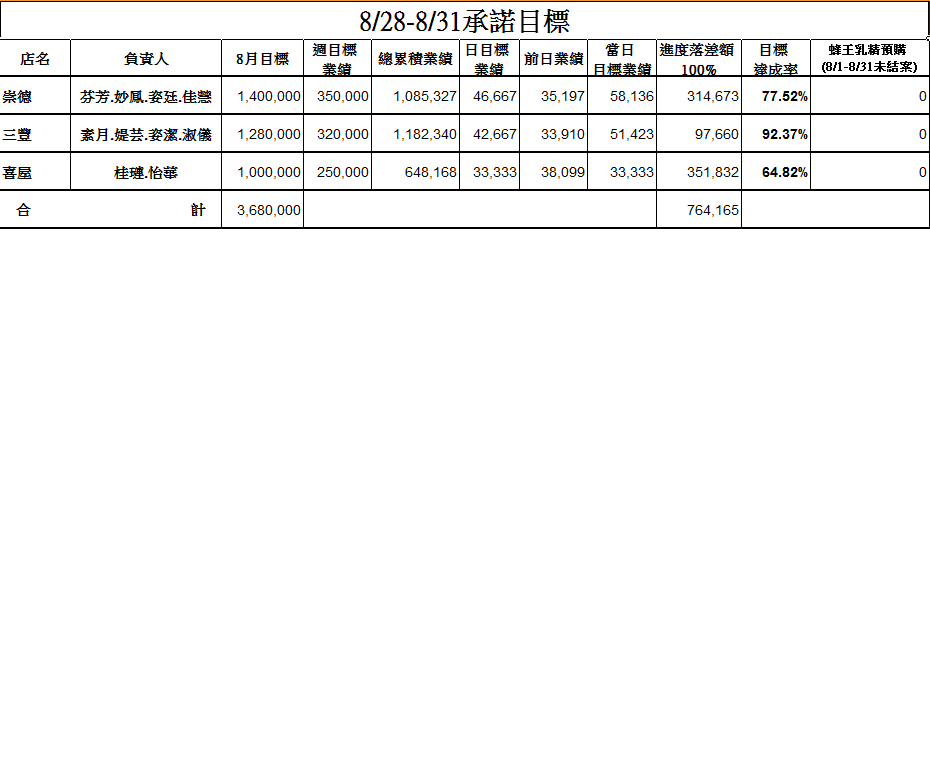 8/28-8/31承諾目標
店名 負責人 8月目標 週目標業績 總累積業績 日目標業績 前日業績 當日目標業績 進度落差額100% 目標達成率 蜂王乳精預購(8/1-8/31未結案)
崇德 芬芳.妙鳳.姿廷.佳慧 1,400,000 350,000 1,085,327 46,667 35,197 58,136 314,673 77.52% 0
三豐 素月.媞芸.姿潔.淑儀 1,280,000 320,000 1,182,340 42,667 33,910 51,423 97,660 92.37% 0
喜屋 桂瑭.怡華 1,000,000 250,000 648,168 33,333 38,099 33,333 351,832 64.82% 0
合計 3,680,000 764,165